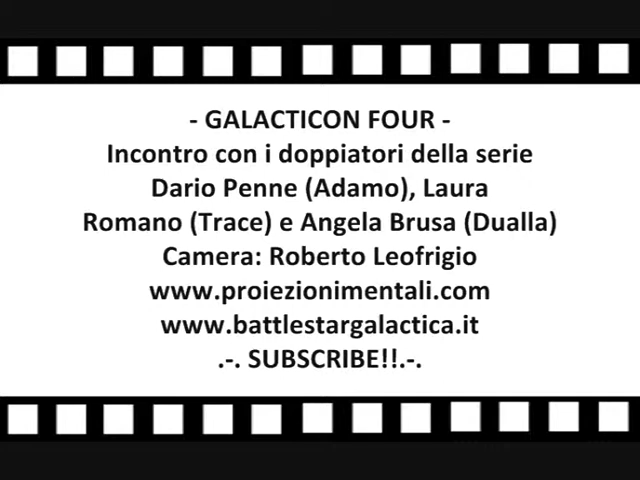 - GALACTICON FOUR -
Incontro con i doppiatori della serie
Dario Penne (Adamo), Laura
Romano (Trace) e Angela Brusa (Dualla)
Camera: Roberto Leofrigio
www.proiezionimentali.com
www.battlestargalactica.it
.-. SUBSCRIBE!!.-.